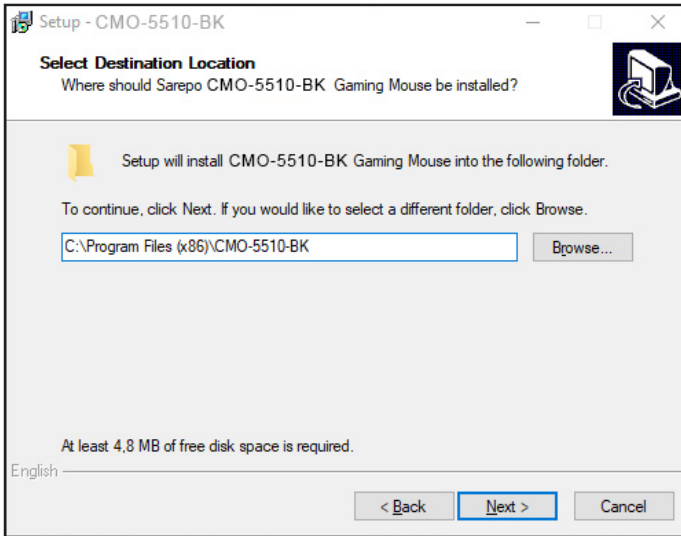 Setup - CMO-5510-BK
Select Destination Location
Where should Sarepo CMO-5510-BK Gaming Mouse be installed?
Setup will install CMO-5510-BK Gaming Mouse into the following folder.
To continue, click Next. If you would like to select a different folder, click Browse.
C:\Program Files (x86)\CMO-5510-BK
Browse...
At least 4,8 MB of free disk space is required.
English
< Back
Next >
Cancel